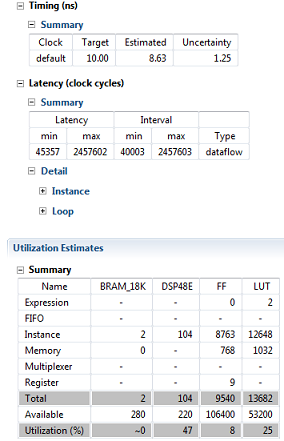 Timing (ns)
Summary
Clock Target Estimated Uncertainty
default 10.00 8.63 1.25
Latency (clock cycles)
Summary
Latency Interval
min max min max Type
45357 2457602 40003 2457603 dataflow
Detail
Instance
Loop
Utilization Estimates
Summary
Name BRAM_18K DSP48E FF LUT
Expression - - 0 2
FIFO - - - -
Instance 2 104 8763 12648
Memory 0 - 768 1032
Multiplexer - - - -
Register - - 9 -
Total 2 104 9540 13682
Available 280 220 106400 53200
Utilization (%) ~0 47 8 25